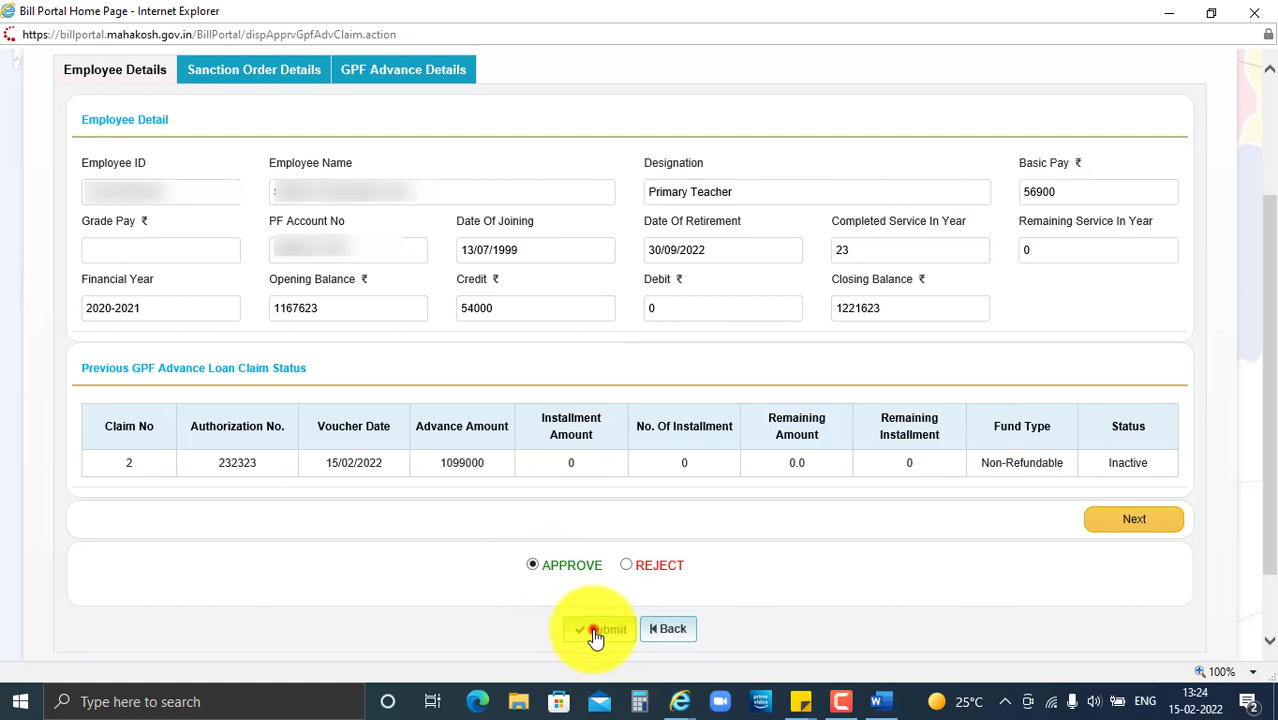 Bill Portal Home Page - Internet Explorer
https://billportal.mahakosh.gov.in/BillPortal/dispApprvGpfAdvClaim.action
Employee Details Sanction Order Details GPF Advance Details
Employee Detail
Employee ID Employee Name Designation Basic Pay ₹
Primary Teacher 56900
Grade Pay ₹ PF Account No Date Of Joining Date Of Retirement Completed Service In Year Remaining Service In Year
13/07/1999 30/09/2022 23 0
Financial Year Opening Balance ₹ Credit ₹ Debit ₹ Closing Balance ₹
2020-2021 1167623 54000 0 1221623
Previous GPF Advance Loan Claim Status
Claim No Authorization No. Voucher Date Advance Amount Installment Amount No. Of Installment Remaining Amount Remaining Installment Fund Type Status
2 232323 15/02/2022 1099000 0 0 0.0 0 Non-Refundable Inactive
Next
APPROVE REJECT
Submit Back
100%
Type here to search
prime video
25°C
ENG
13:24
15-02-2022
2